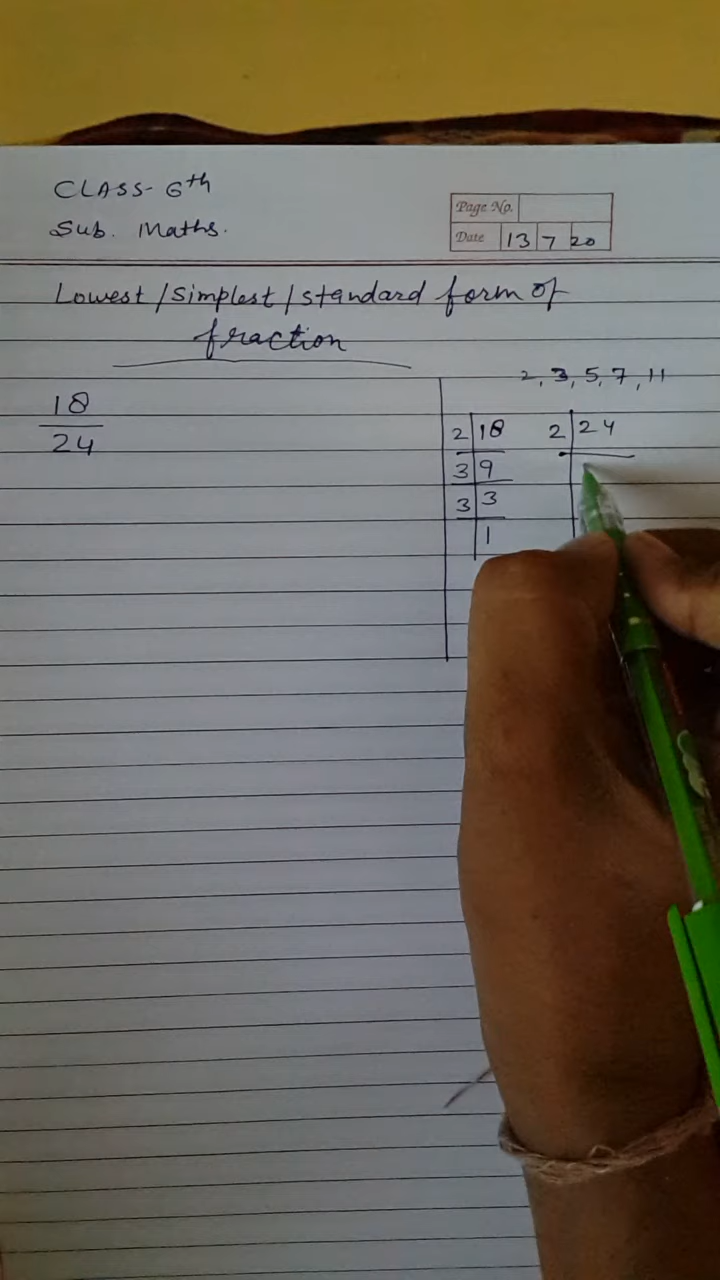 CLASS- 6th
Sub. Maths.
Page No.
Date 13 7 20
Lowest/simplest/standard form of
fraction
2, 3, 5, 7, 11
18
24
2 18
3 9
3 3
1
2 24